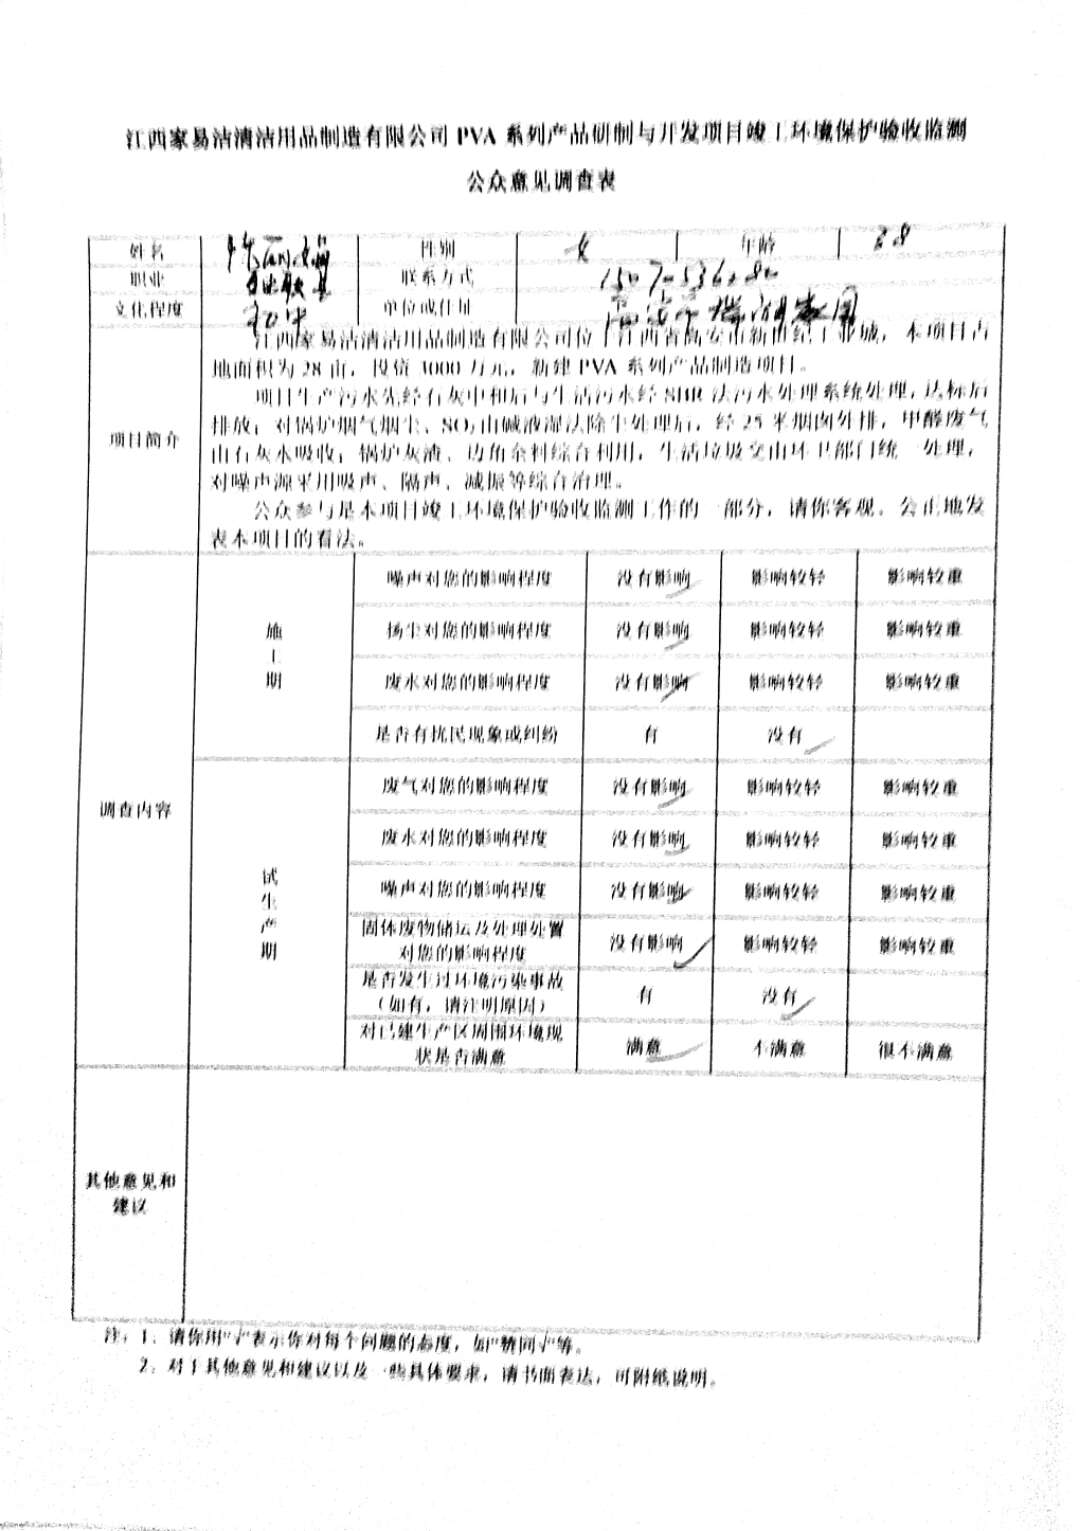 江西家易洁清洁用品制造有限公司 PVA 系列产品研制与开发项目竣工环境保护验收监测
公众意见调查表
姓名 性别 女 年龄 38
职业 联系方式
文化程度 初中 单位或住址 高安市
项目简介
江西家易洁清洁用品制造有限公司位于江西省高安市新世纪工业城，本项目占
地面积为 28 亩，投资 3000 万元，新建 PVA 系列产品制造项目。
项目生产污水先经石灰中和后与生活污水经 SBR 法污水处理系统处理，达标后
排放；对锅炉烟气烟尘、SO₂由碱液湿法除尘处理后，经 25 米烟囱外排，甲醛废气
由石灰水吸收；锅炉灰渣、边角余料综合利用，生活垃圾交由环卫部门统一处理，
对噪声源采用吸声、隔声、减振等综合治理。
公众参与是本项目竣工环境保护验收监测工作的一部分，请你客观、公正地发
表本项目的看法。
调查内容
施工期
噪声对您的影响程度 没有影响 ✓ 影响较轻 影响较重
扬尘对您的影响程度 没有影响 ✓ 影响较轻 影响较重
废水对您的影响程度 没有影响 ✓ 影响较轻 影响较重
是否有扰民现象或纠纷 有 没有 ✓
试生产期
废气对您的影响程度 没有影响 ✓ 影响较轻 影响较重
废水对您的影响程度 没有影响 ✓ 影响较轻 影响较重
噪声对您的影响程度 没有影响 ✓ 影响较轻 影响较重
固体废物储运及处理处置
对您的影响程度 没有影响 ✓ 影响较轻 影响较重
是否发生过环境污染事故
（如有，请注明原因） 有 没有 ✓
对已建生产区周围环境现
状是否满意 满意 ✓ 不满意 很不满意
其他意见和
建议
注：1、请你用“√”表示你对每个问题的态度，如“赞同√”等。
2、对于其他意见和建议以及一些具体要求，请书面表达，可附纸说明。